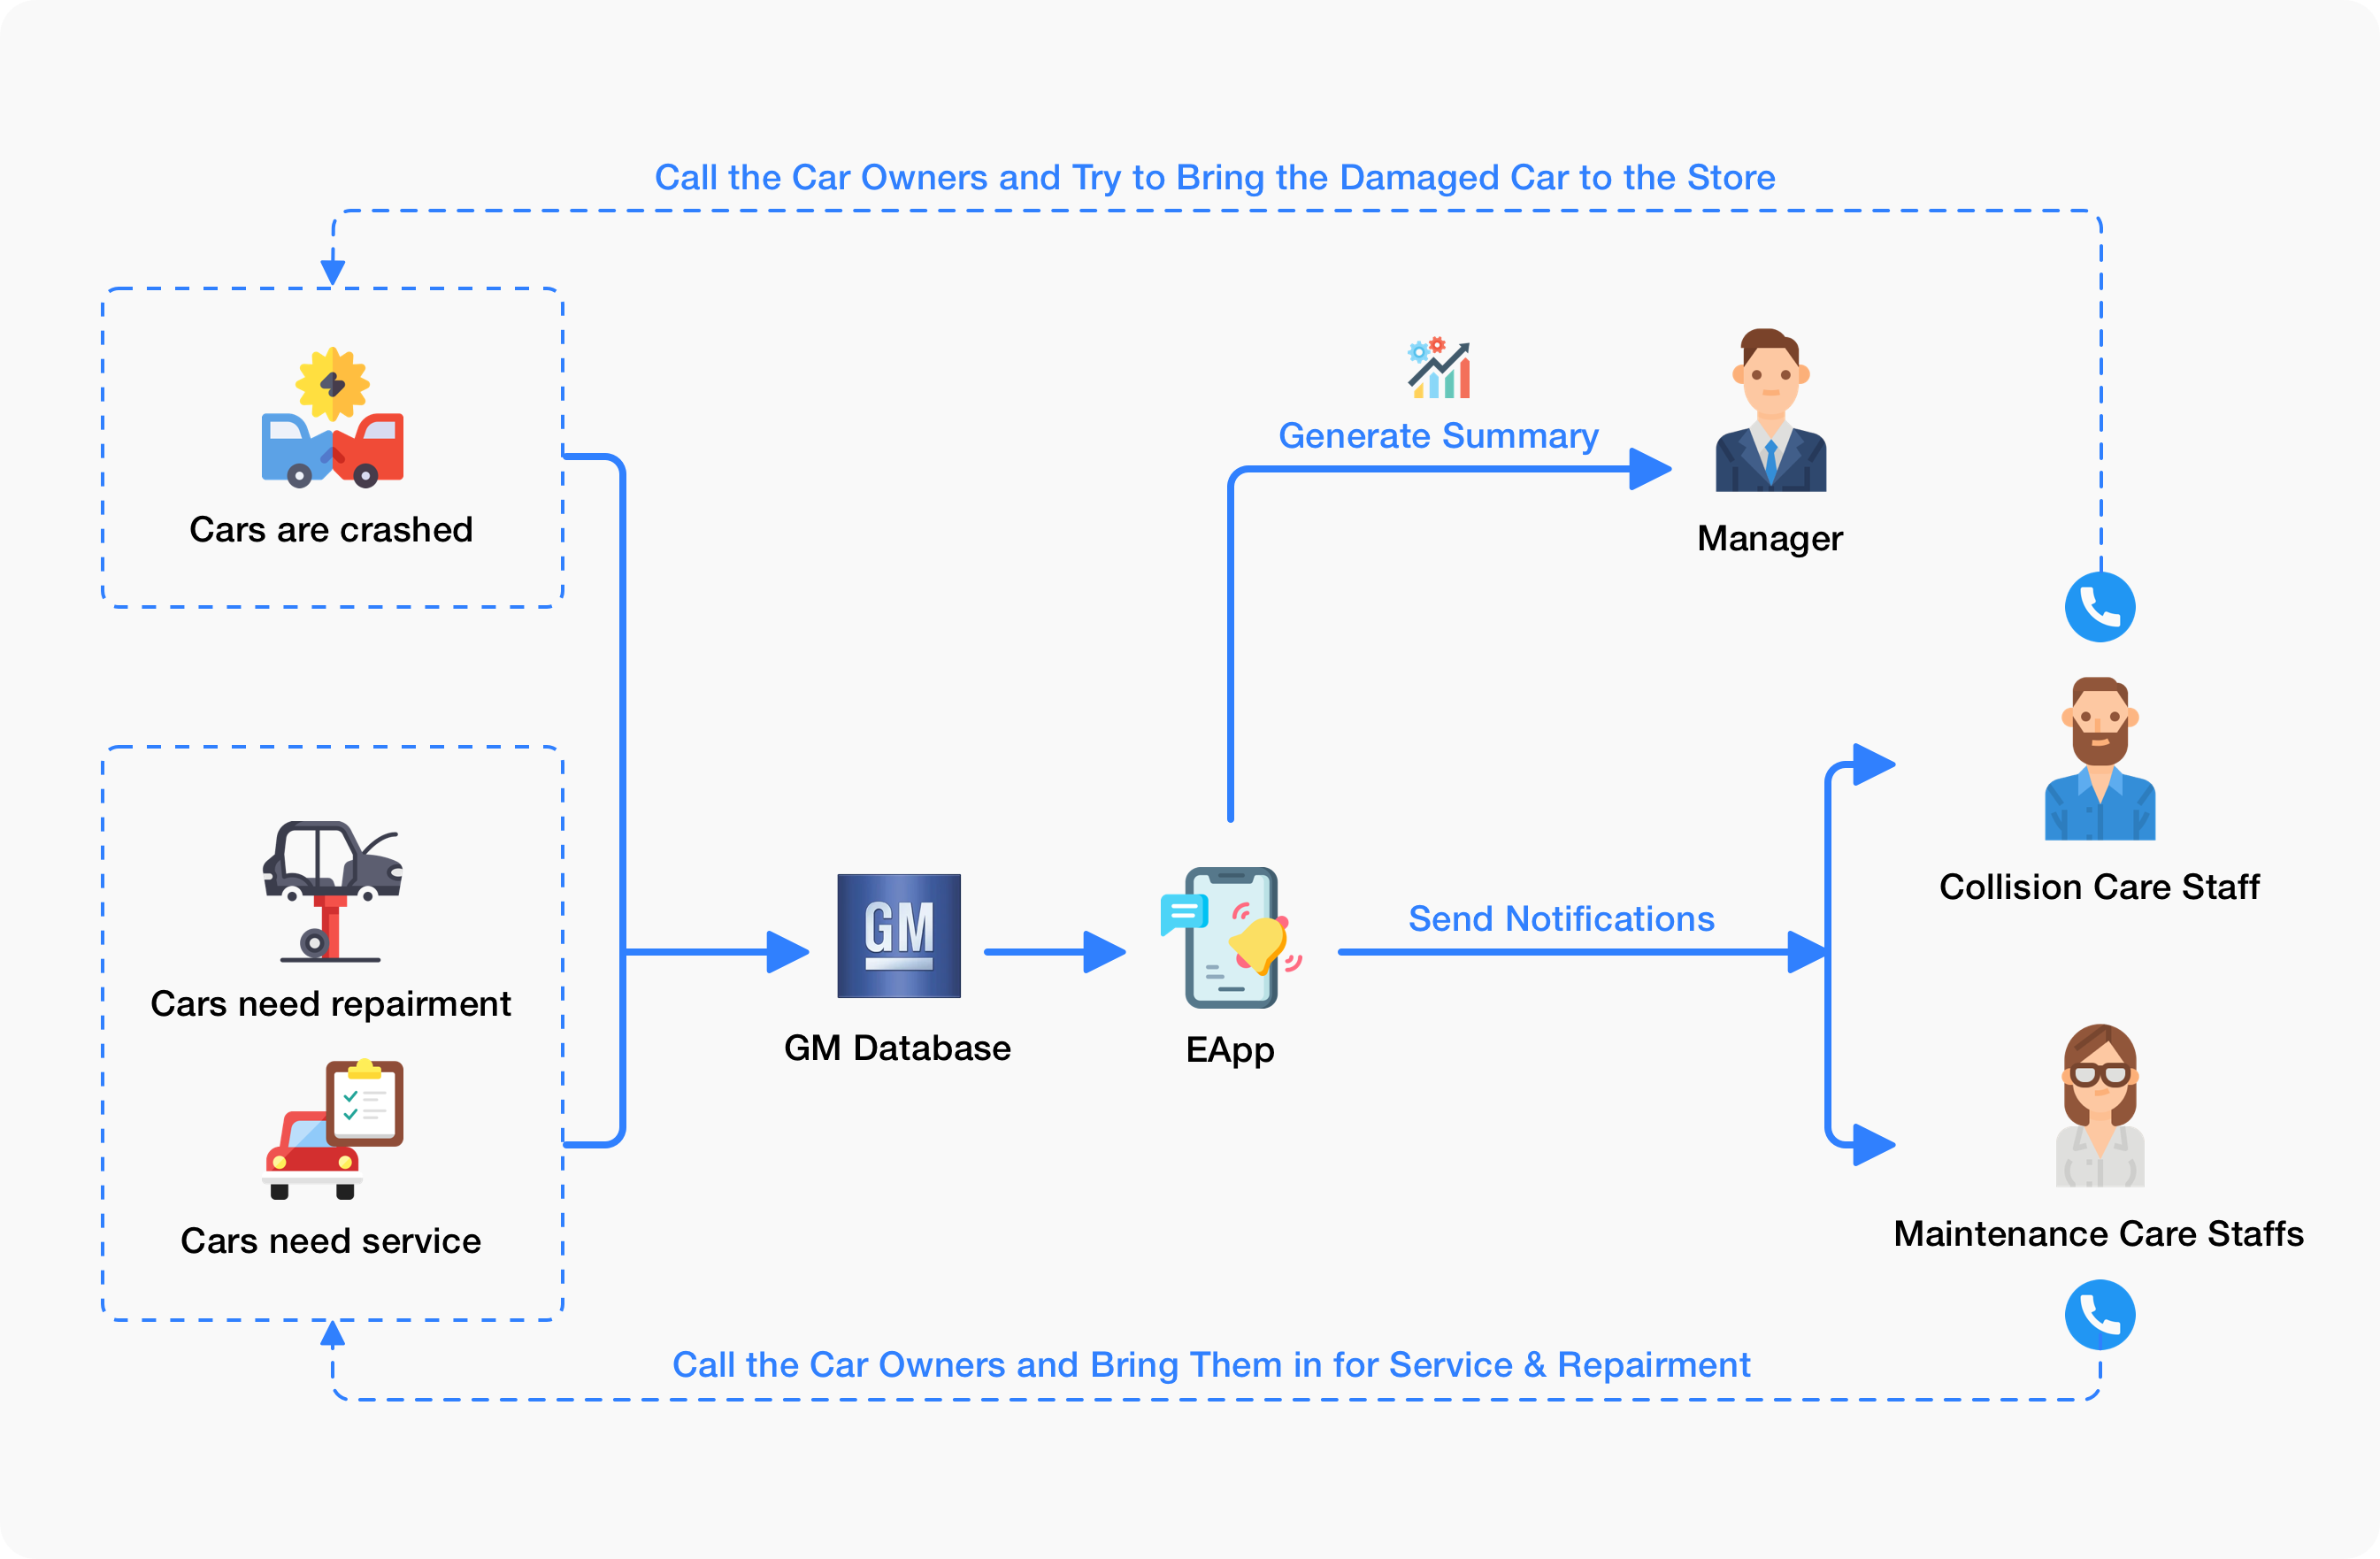 Call the Car Owners and Try to Bring the Damaged Car to the Store
Cars are crashed
Generate Summary
Manager
Collision Care Staff
Cars need repairment
GM
GM Database
EApp
Send Notifications
Cars need service
Maintenance Care Staffs
Call the Car Owners and Bring Them in for Service & Repairment